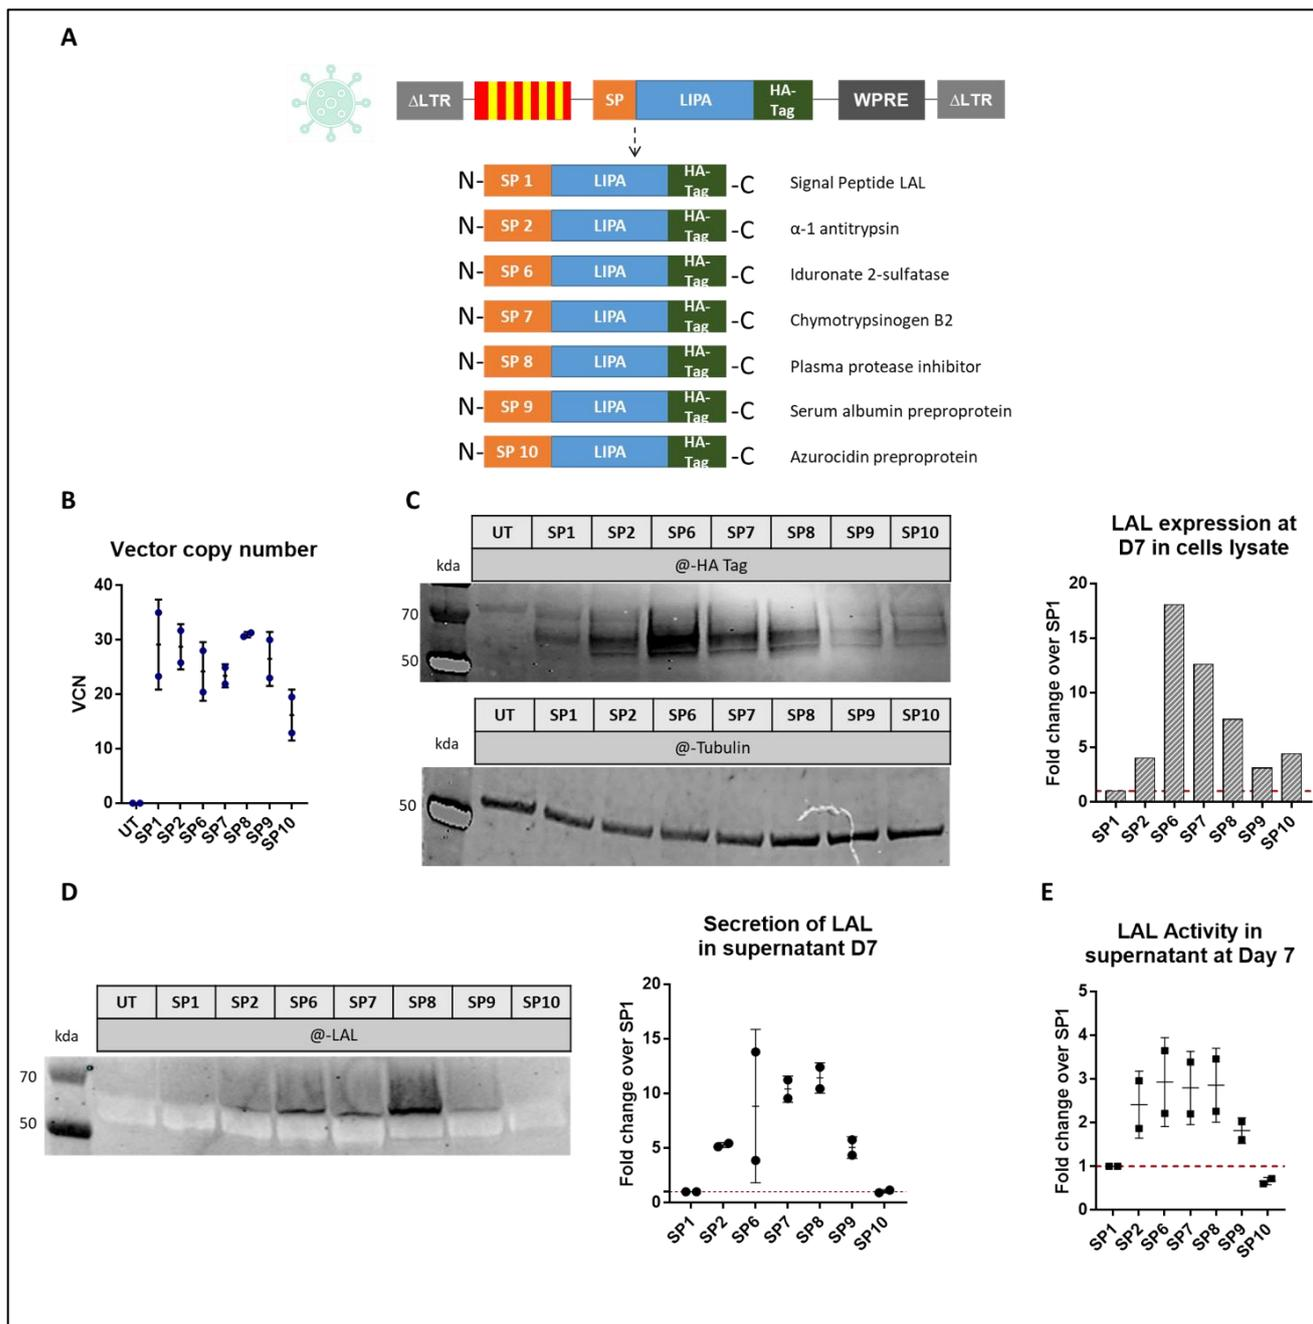 A
ΔLTR
SP
LIPA
HA-
Tag
WPRE
ΔLTR
N-
SP 1
LIPA
HA-
Tag
-C
Signal Peptide LAL
N-
SP 2
LIPA
HA-
Tag
-C
α-1 antitrypsin
N-
SP 6
LIPA
HA-
Tag
-C
Iduronate 2-sulfatase
N-
SP 7
LIPA
HA-
Tag
-C
Chymotrypsinogen B2
N-
SP 8
LIPA
HA-
Tag
-C
Plasma protease inhibitor
N-
SP 9
LIPA
HA-
Tag
-C
Serum albumin preproprotein
N-
SP 10
LIPA
HA-
Tag
-C
Azurocidin preproprotein
B
Vector copy number
VCN
40
30
20
10
0
UT
SP1
SP2
SP6
SP7
SP8
SP9
SP10
C
UT SP1 SP2 SP6 SP7 SP8 SP9 SP10
kda
@-HA Tag
70
50
UT SP1 SP2 SP6 SP7 SP8 SP9 SP10
kda
@-Tubulin
50
LAL expression at
D7 in cells lysate
Fold change over SP1
20
15
10
5
0
SP1
SP2
SP6
SP7
SP8
SP9
SP10
D
UT SP1 SP2 SP6 SP7 SP8 SP9 SP10
kda
@-LAL
70
50
Secretion of LAL
in supernatant D7
Fold change over SP1
20
15
10
5
0
SP1
SP2
SP6
SP7
SP8
SP9
SP10
E
LAL Activity in
supernatant at Day 7
Fold change over SP1
5
4
3
2
1
0
SP1
SP2
SP6
SP7
SP8
SP9
SP10